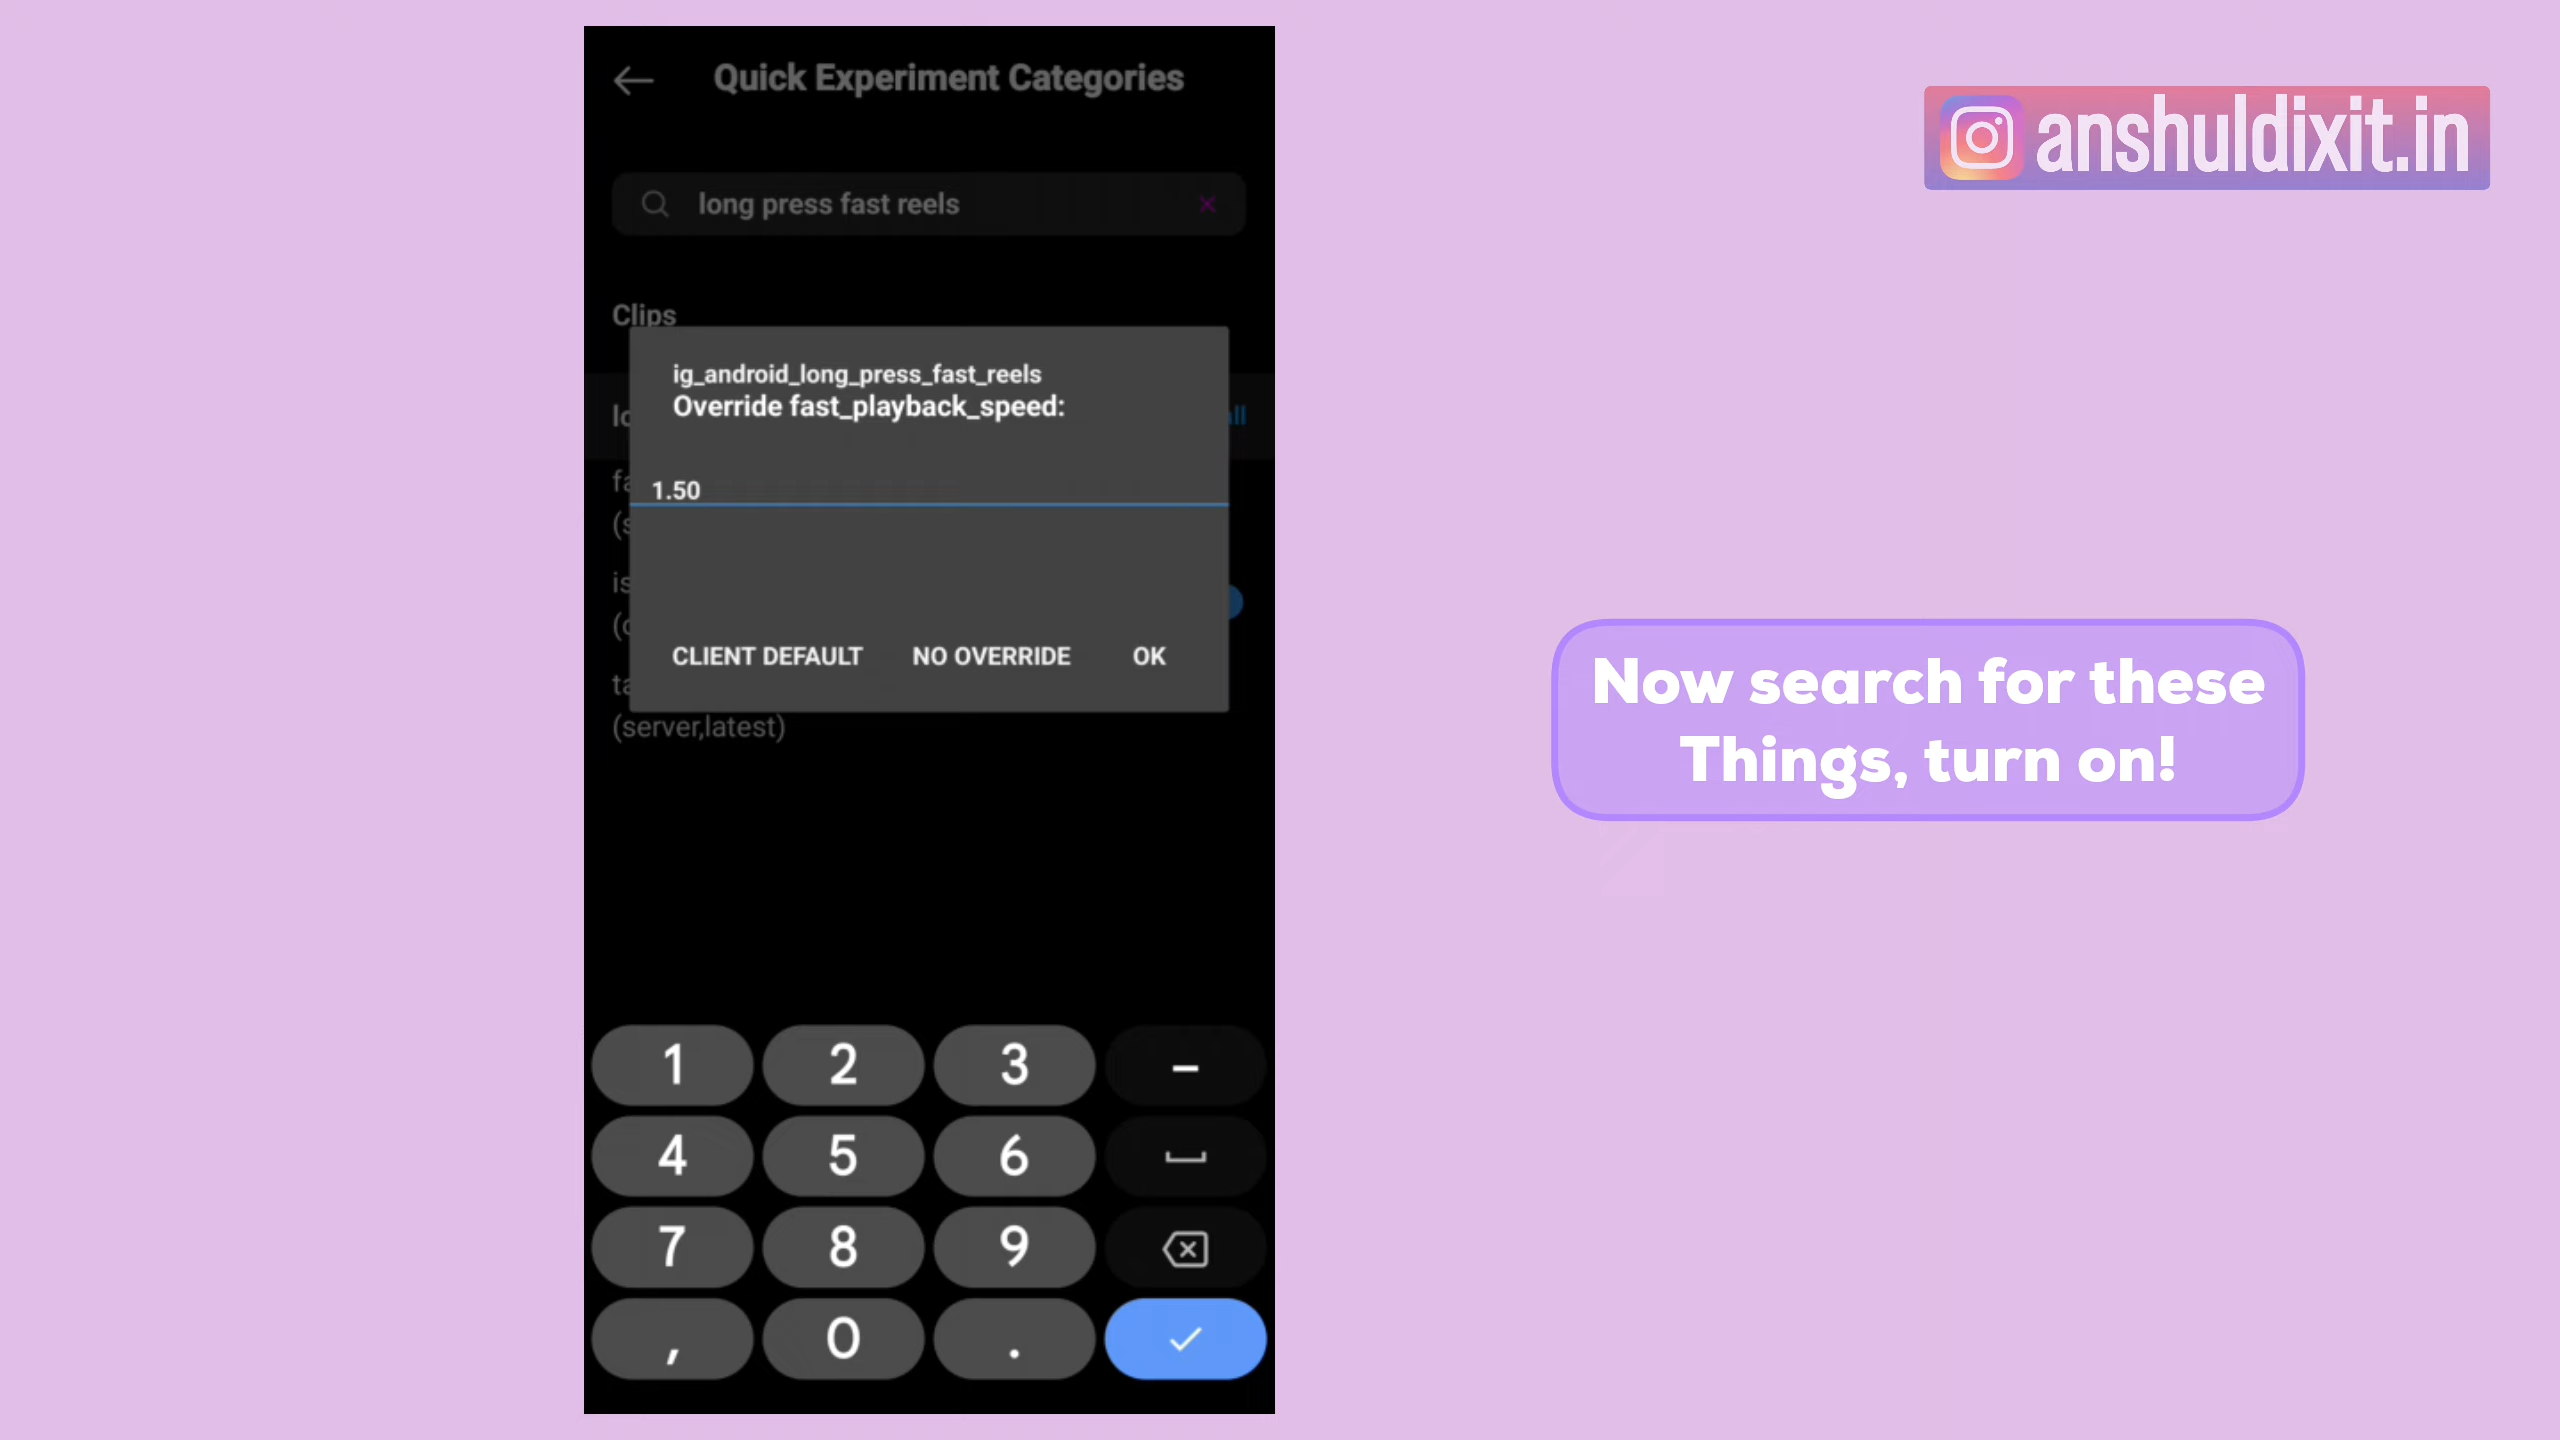 Quick Experiment Categories
long press fast reels
Clips
ig_android_long_press_fast_reels
Override fast_playback_speed:
1.50
CLIENT DEFAULT NO OVERRIDE OK
(server,latest)
1 2 3 -
4 5 6
7 8 9
, 0 .
anshuldixit.in
Now search for these
Things, turn on!